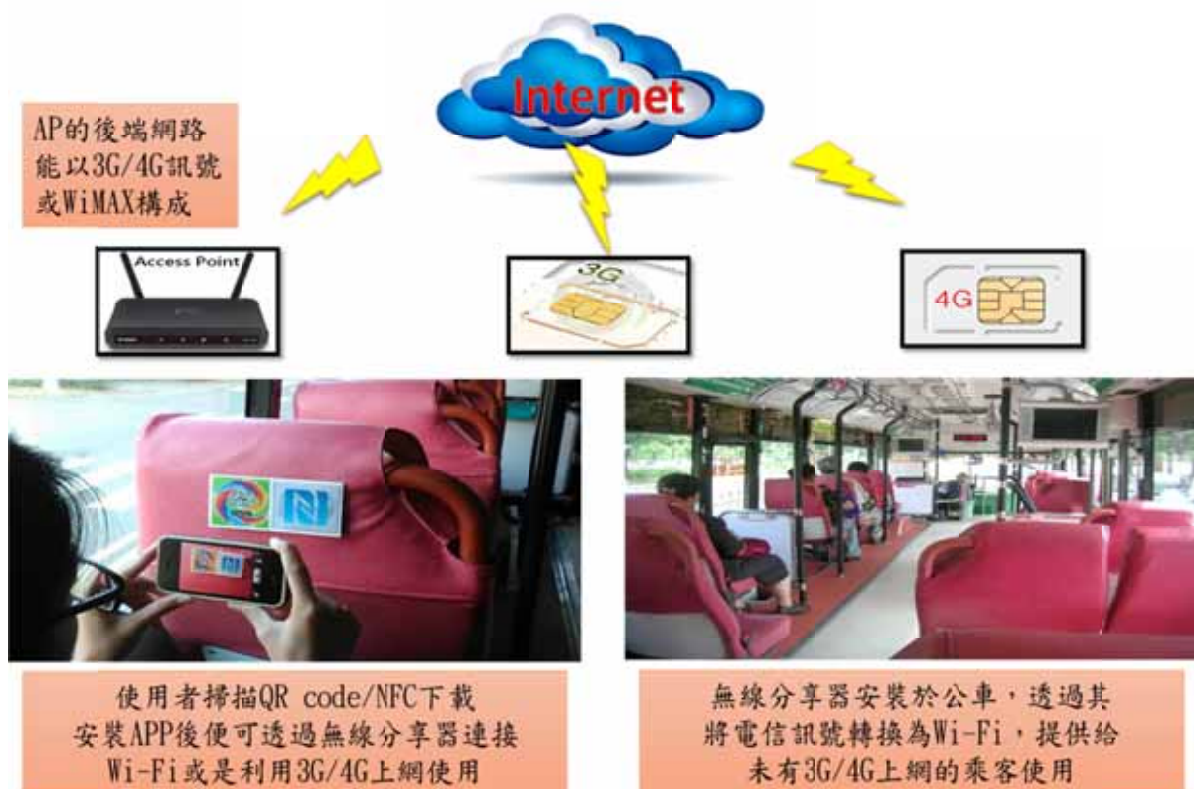 Internet
AP的後端網路
能以3G/4G訊號
或WiMAX構成
Access Point
3G
4G
使用者掃描QR code/NFC下載
安裝APP後便可透過無線分享器連接
Wi-Fi或是利用3G/4G上網使用
無線分享器安裝於公車，透過其
將電信訊號轉換為Wi-Fi，提供給
未有3G/4G上網的乘客使用